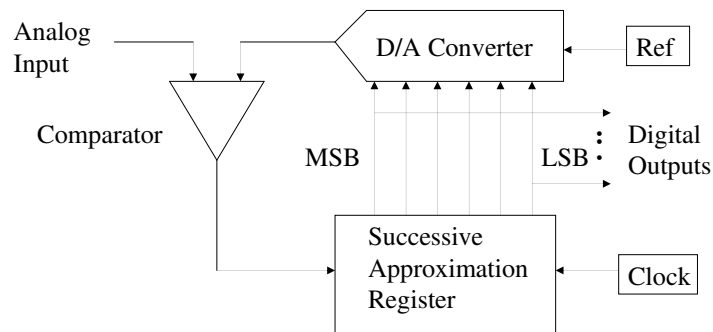 Analog
Input
D/A Converter
Ref
Comparator
MSB
LSB
Digital
Outputs
Successive
Approximation
Register
Clock